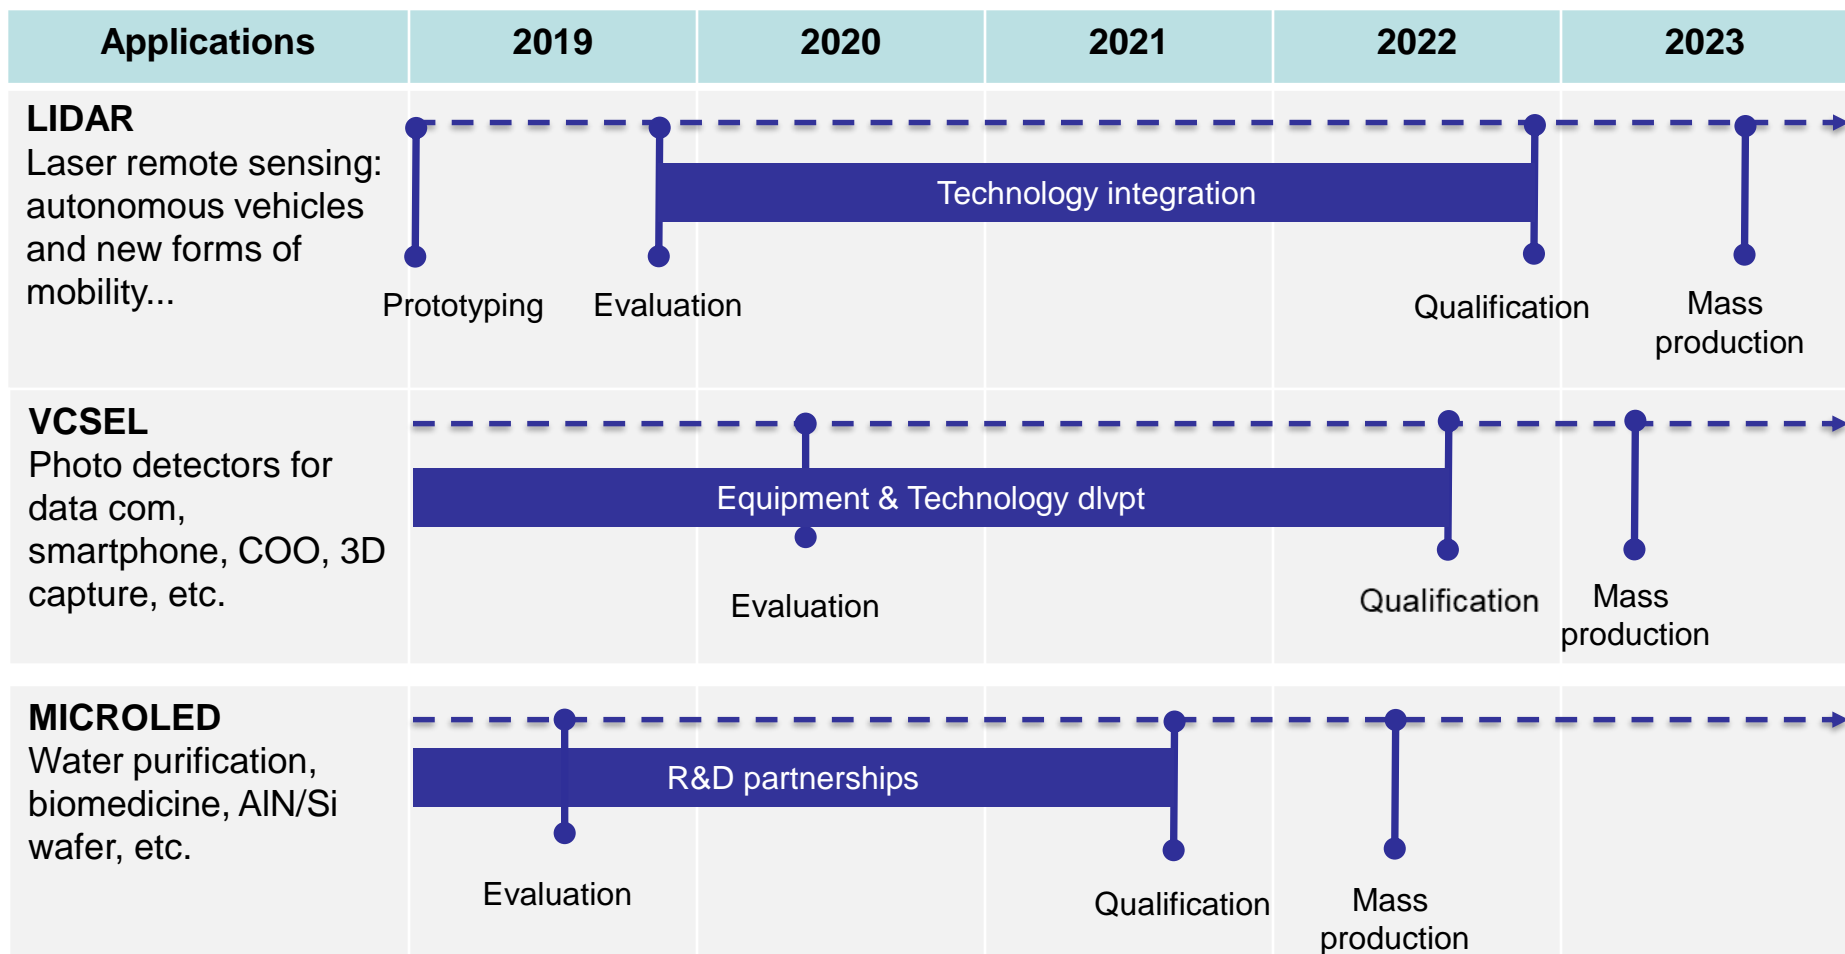 Applications 2019 2020 2021 2022 2023
LIDAR
Laser remote sensing:
autonomous vehicles
and new forms of
mobility...
Technology integration
Prototyping
Evaluation
Qualification
Mass
production
VCSEL
Photo detectors for
data com,
smartphone, COO, 3D
capture, etc.
Equipment & Technology dlvpt
Evaluation
Qualification
Mass
production
MICROLED
Water purification,
biomedicine, AlN/Si
wafer, etc.
R&D partnerships
Evaluation
Qualification
Mass
production